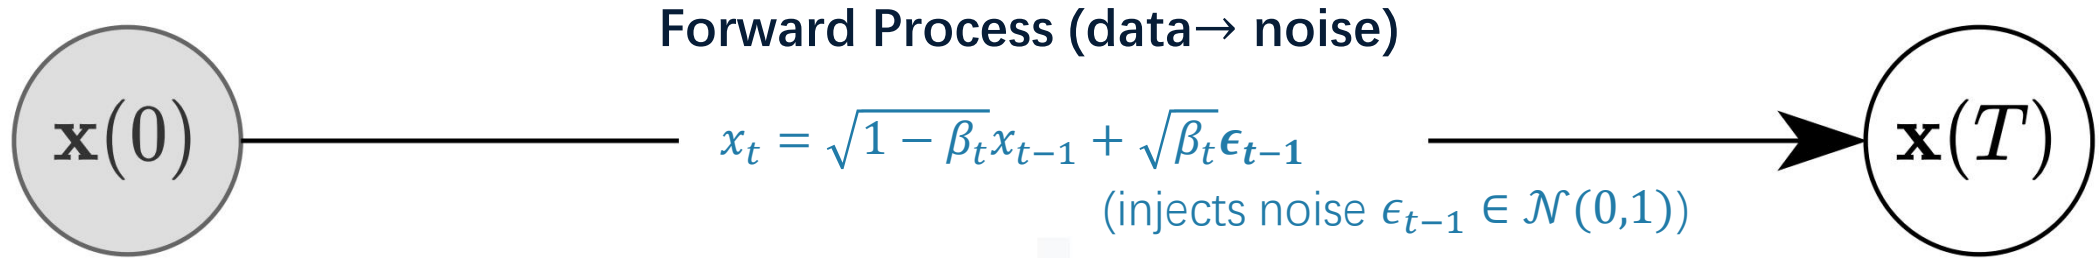 Forward Process (data→ noise)
x(0)
x_t = √(1 − β_t)x_{t−1} + √(β_t)ϵ_{t−1}
x(T)
(injects noise ϵ_{t−1} ∈ 𝒩(0,1))